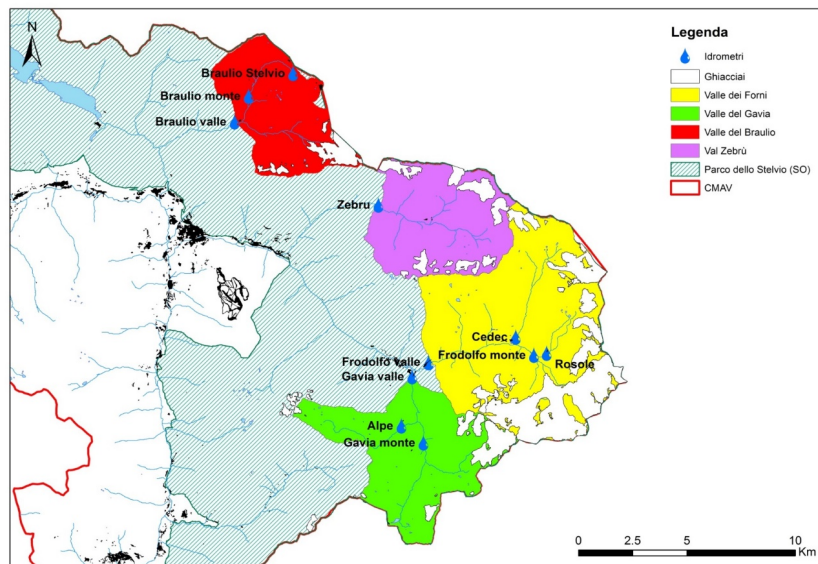 N
Legenda
Idrometri
Ghiacciai
Valle dei Forni
Valle del Gavia
Valle del Braulio
Val Zebrù
Parco dello Stelvio (SO)
CMAV
Braulio Stelvio
Braulio monte
Braulio valle
Zebru
Cedec
Frodolfo monte
Rosole
Frodolfo valle
Gavia valle
Alpe
Gavia monte
0 2.5 5 10
Km